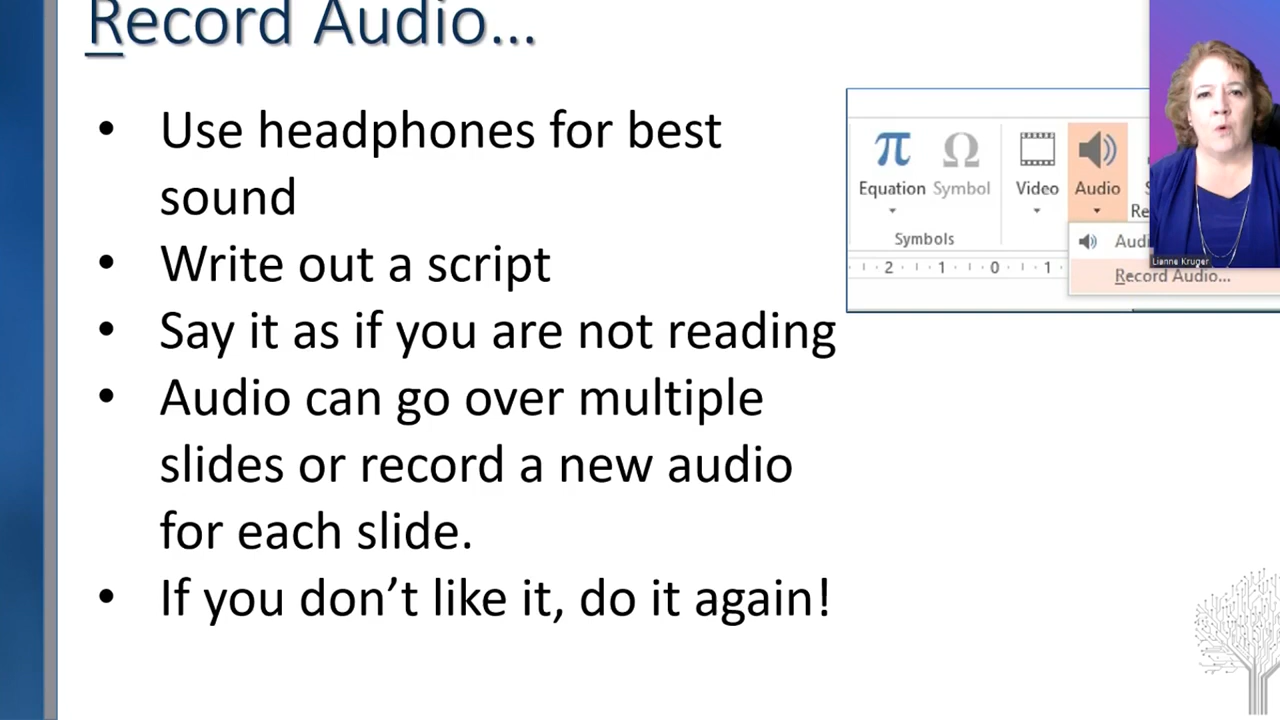 Record Audio...
• Use headphones for best
sound
• Write out a script
• Say it as if you are not reading
• Audio can go over multiple
slides or record a new audio
for each slide.
• If you don’t like it, do it again!
Equation Symbol Video Audio
Symbols
2 1 0 1
Record Audio...
Lianne Kruger